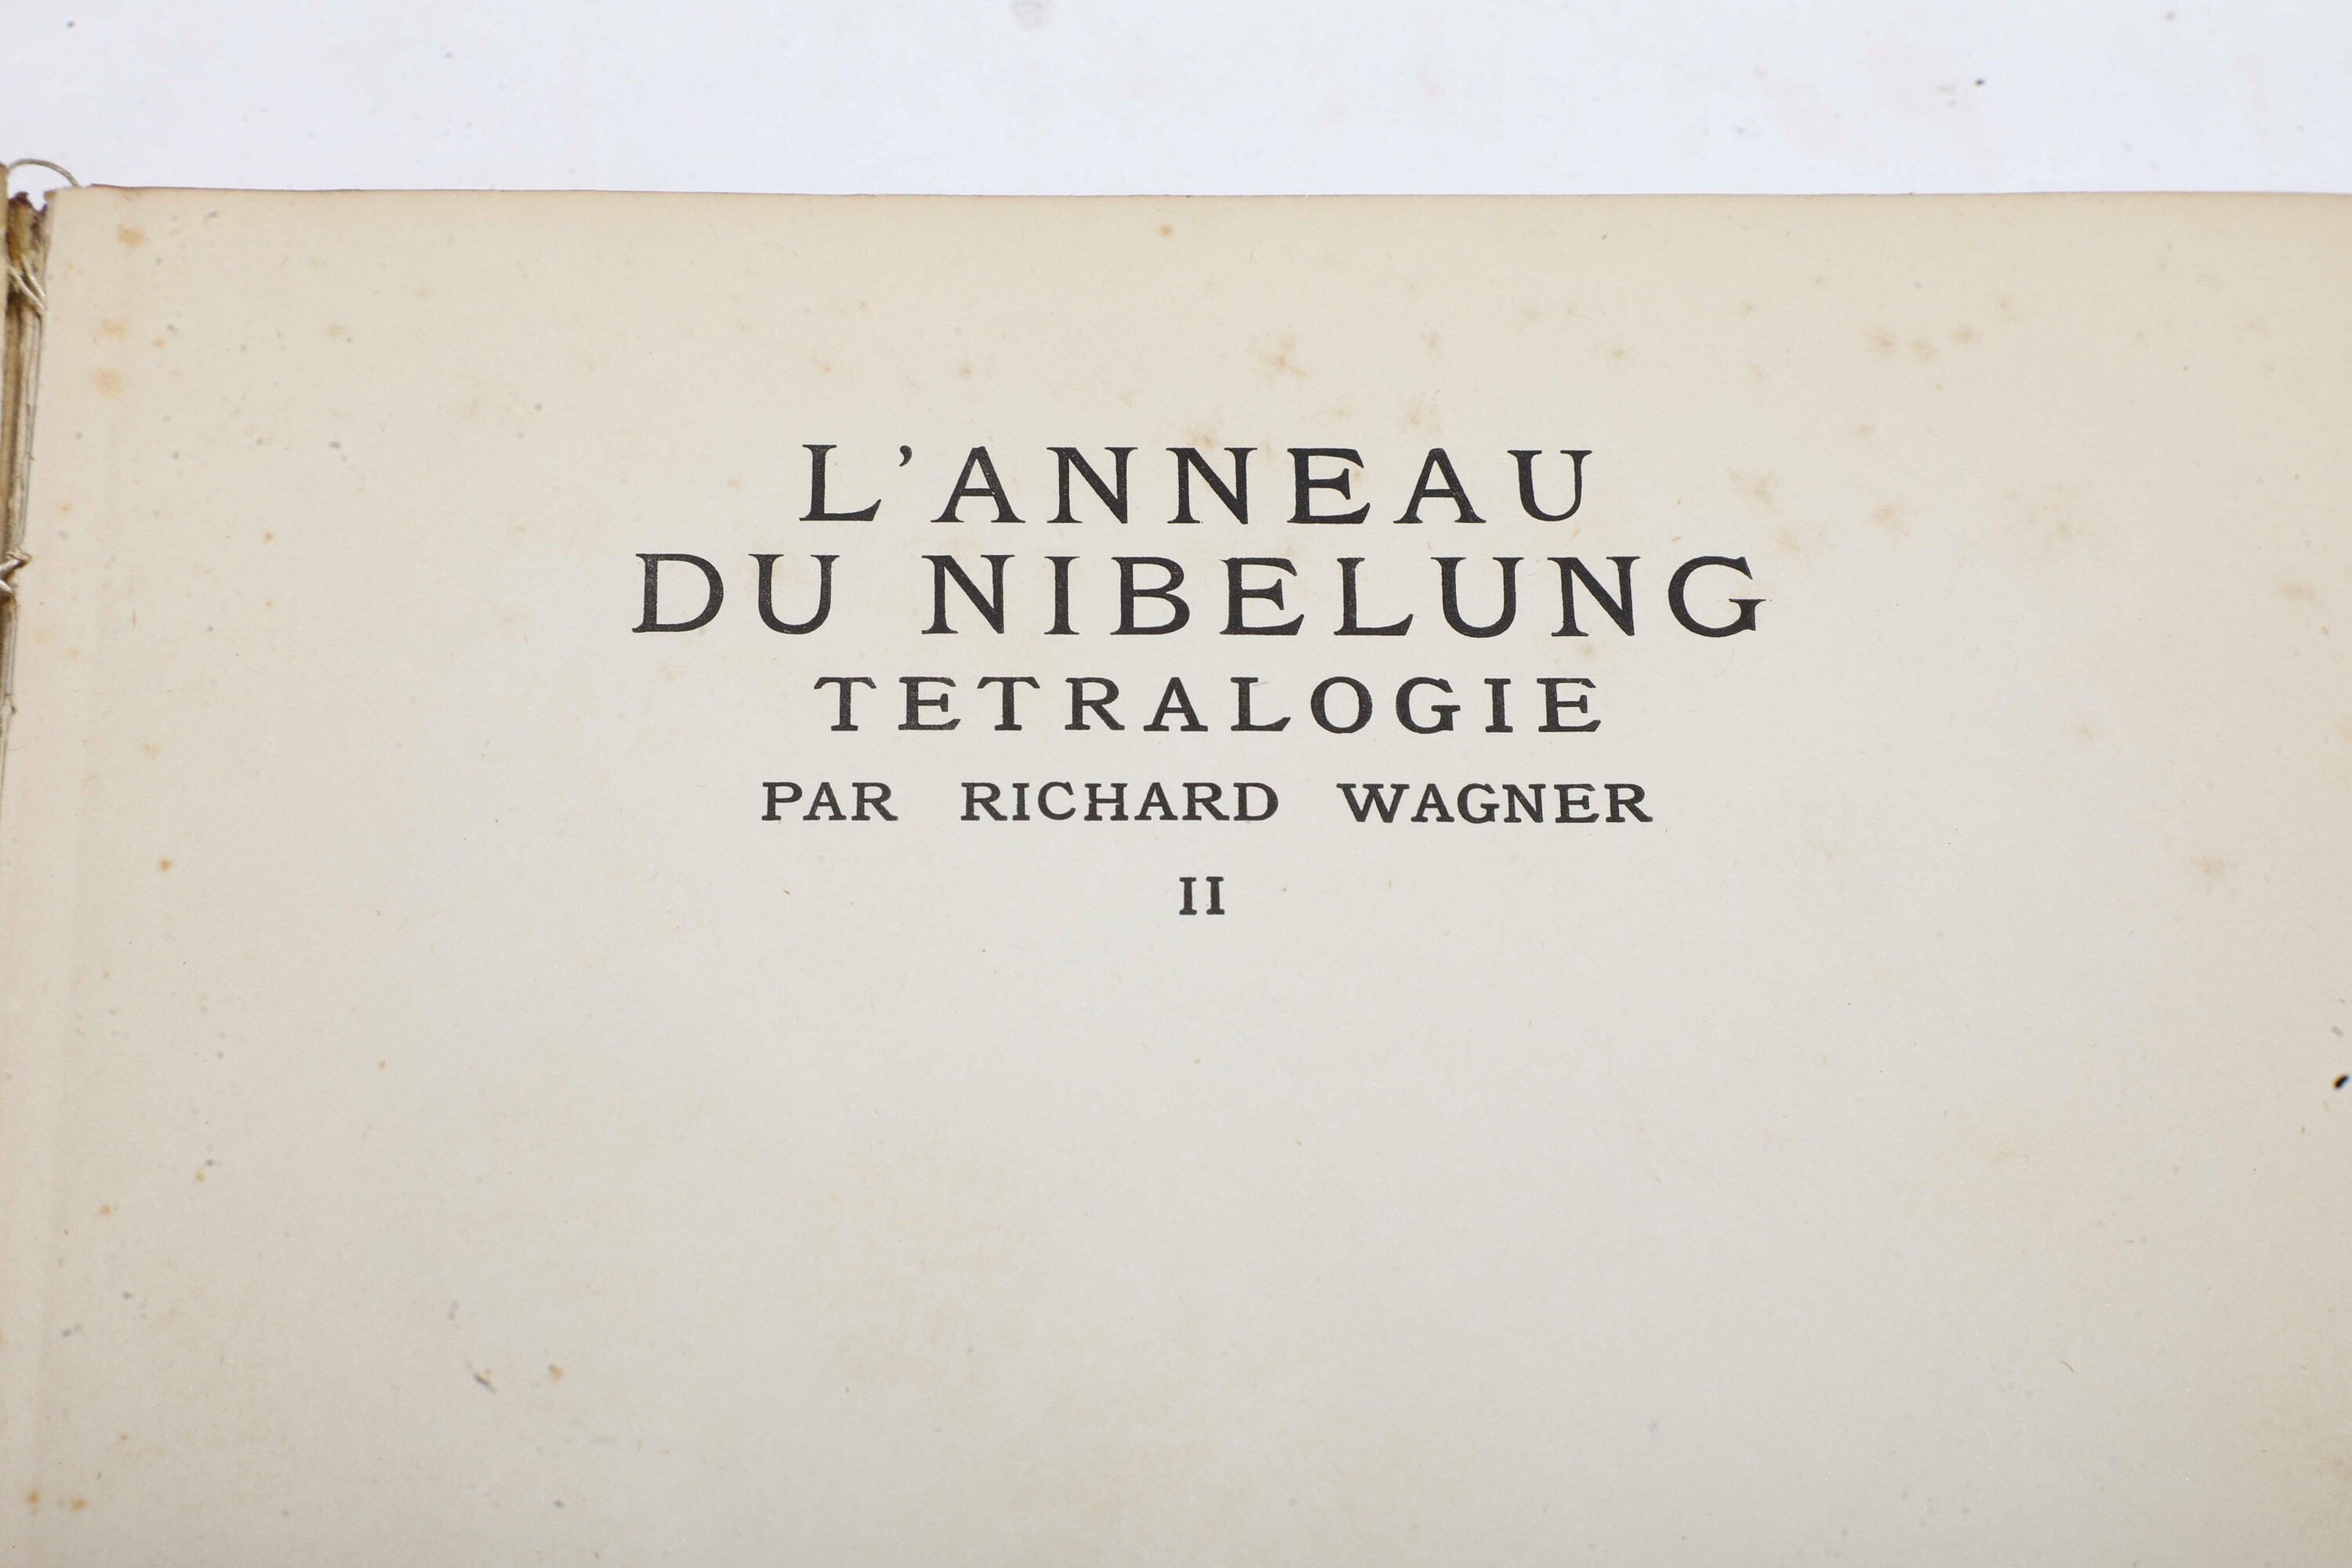 L'ANNEAU
DU NIBELUNG
TETRALOGIE
PAR RICHARD WAGNER
II